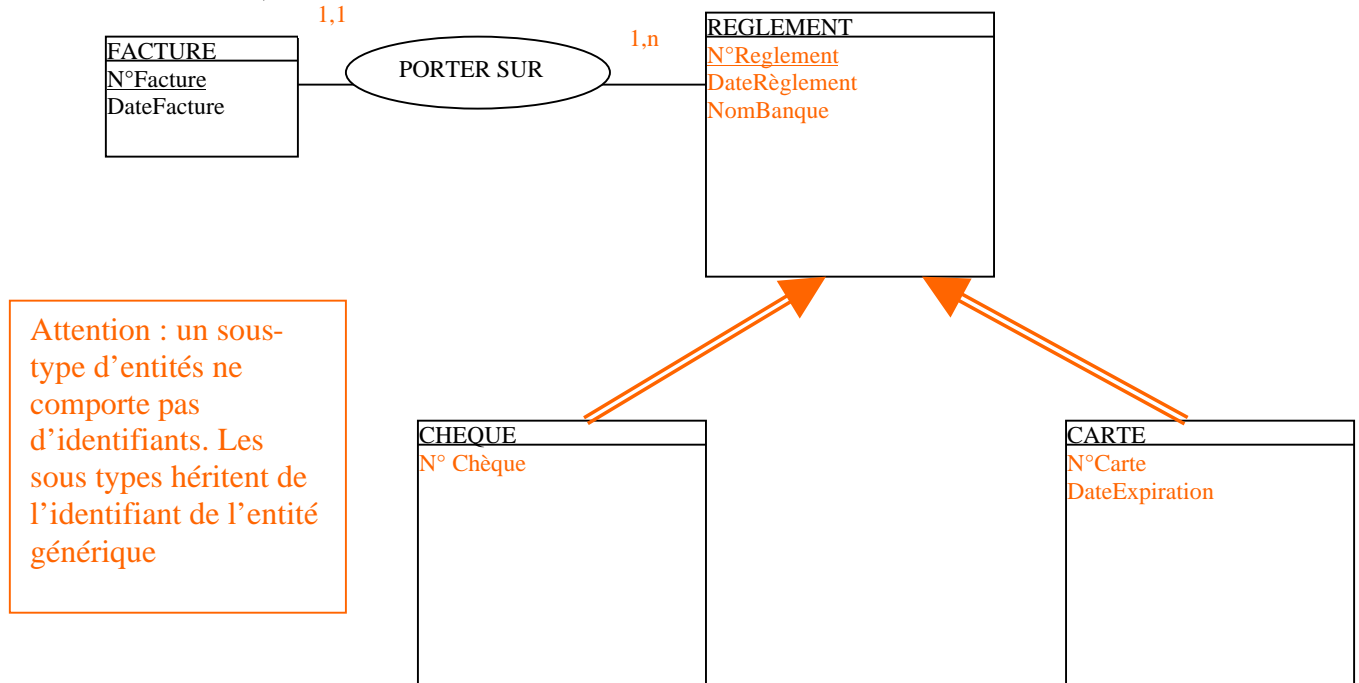 1,1
FACTURE
N°Facture
DateFacture
PORTER SUR
1,n
REGLEMENT
N°Reglement
DateRèglement
NomBanque
Attention : un sous-
type d’entités ne
comporte pas
d’identifiants. Les
sous types héritent de
l’identifiant de l’entité
générique
CHEQUE
N° Chèque
CARTE
N°Carte
DateExpiration